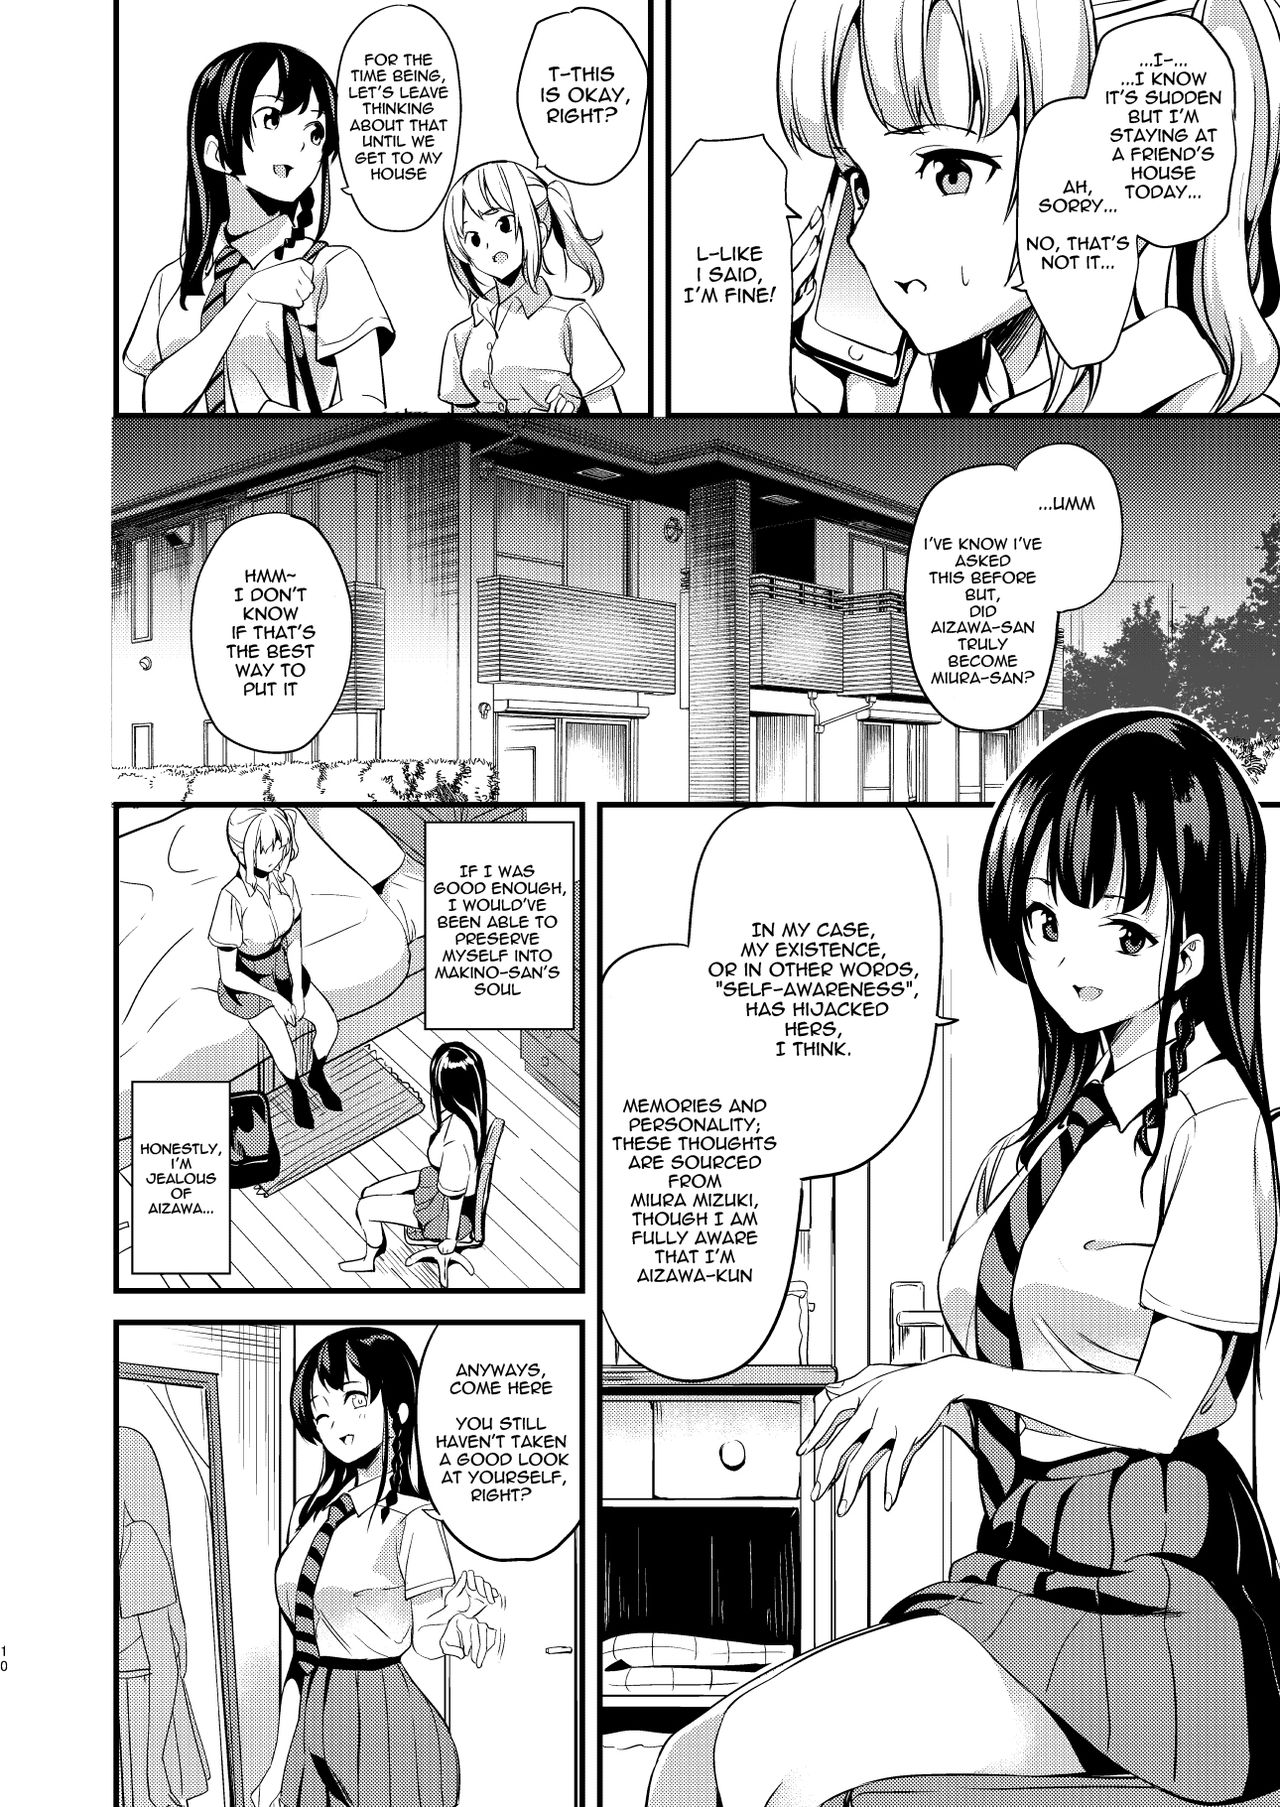 ...I-...
...I KNOW
IT'S SUDDEN
BUT I'M
STAYING AT
A FRIEND'S
HOUSE
TODAY...
AH,
SORRY...
NO, THAT'S
NOT IT...
L-LIKE
I SAID,
I'M FINE!
T-THIS
IS OKAY,
RIGHT?
FOR THE
TIME BEING,
LET'S LEAVE
THINKING
ABOUT THAT
UNTIL WE
GET TO MY
HOUSE
...UMM
I'VE KNOW I'VE
ASKED
THIS BEFORE
BUT,
DID
AIZAWA-SAN
TRULY
BECOME
MIURA-SAN?
HMM~
I DON'T
KNOW
IF THAT'S
THE BEST
WAY TO
PUT IT
IN MY CASE,
MY EXISTENCE,
OR IN OTHER WORDS,
"SELF-AWARENESS",
HAS HIJACKED
HERS,
I THINK.
MEMORIES AND
PERSONALITY;
THESE THOUGHTS
ARE SOURCED
FROM
MIURA MIZUKI,
THOUGH I AM
FULLY AWARE
THAT I'M
AIZAWA-KUN
IF I WAS
GOOD ENOUGH,
I WOULD'VE
BEEN ABLE TO
PRESERVE
MYSELF INTO
MAKINO-SAN'S
SOUL
HONESTLY,
I'M
JEALOUS
OF
AIZAWA...
ANYWAYS,
COME HERE
YOU STILL
HAVEN'T TAKEN
A GOOD LOOK
AT YOURSELF,
RIGHT?
10